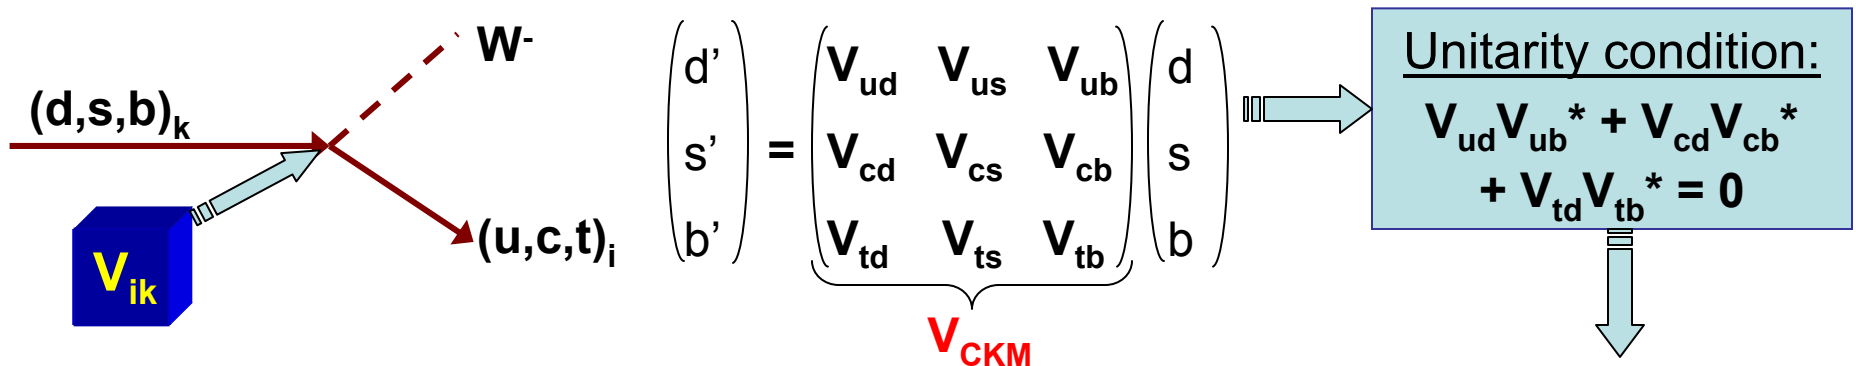 W-
(d,s,b)k
Vik
(u,c,t)i
d’ Vud Vus Vub d
s’ = Vcd Vcs Vcb s
b’ Vtd Vts Vtb b
VCKM
Unitarity condition:
VudVub* + VcdVcb*
+ VtdVtb* = 0